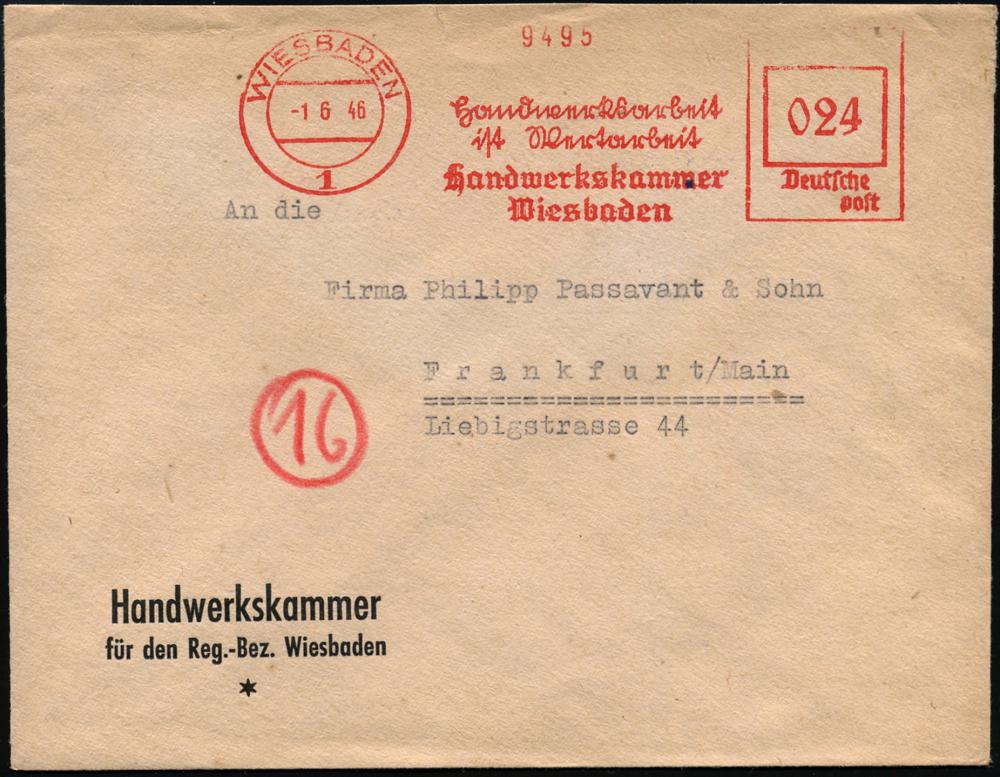 9495
WIESBADEN
-1 6 46
1
Handwerksarbeit
ist Wertarbeit
Handwerkskammer
Wiesbaden
024
Deutsche
Post
An die
Firma Philipp Passavant & Sohn
F r a n k f u r t/Main
========================
Liebigstrasse 44
16
Handwerkskammer
für den Reg.-Bez. Wiesbaden